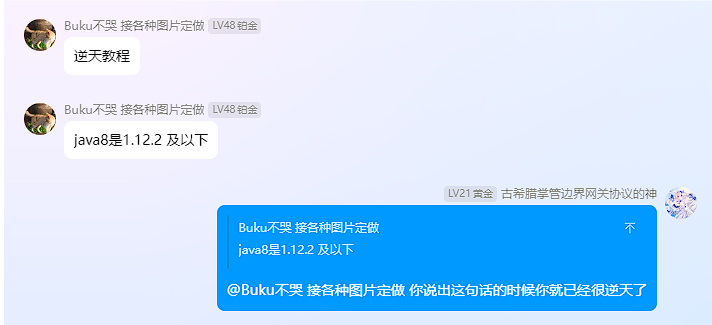 Buku不哭 接各种图片定做 LV48 铂金
逆天教程
Buku不哭 接各种图片定做 LV48 铂金
java8是1.12.2 及以下
LV21 黄金 古希腊掌管边界网关协议的神
Buku不哭 接各种图片定做
java8是1.12.2 及以下
@Buku不哭 接各种图片定做 你说出这句话的时候你就已经很逆天了